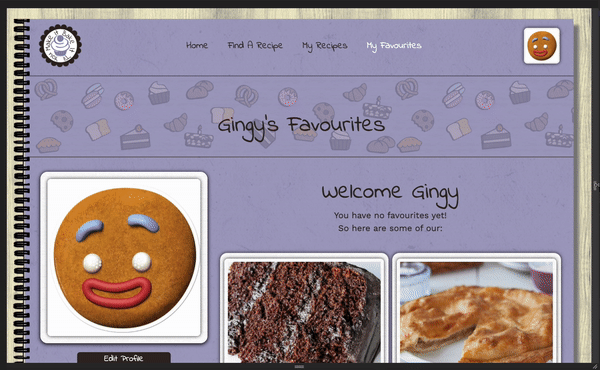 Home Find A Recipe My Recipes My Favourites
Gingy's Favourites
Welcome Gingy
You have no favourites yet!
So here are some of our:
Edit Profile